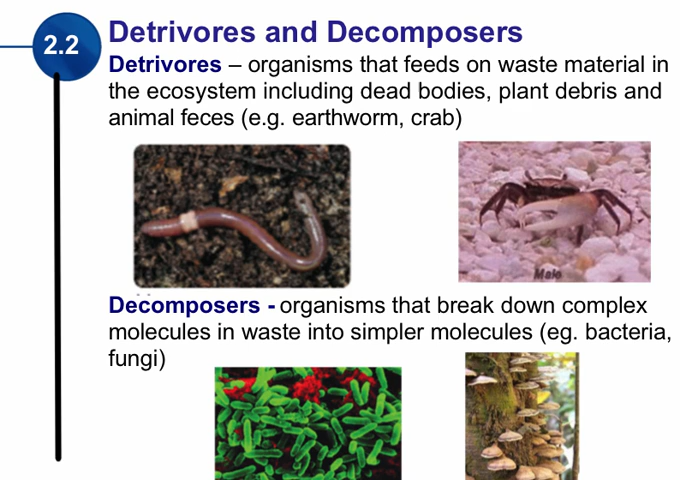 2.2
Detrivores and Decomposers
Detrivores – organisms that feeds on waste material in
the ecosystem including dead bodies, plant debris and
animal feces (e.g. earthworm, crab)
Male
Decomposers - organisms that break down complex
molecules in waste into simpler molecules (eg. bacteria,
fungi)